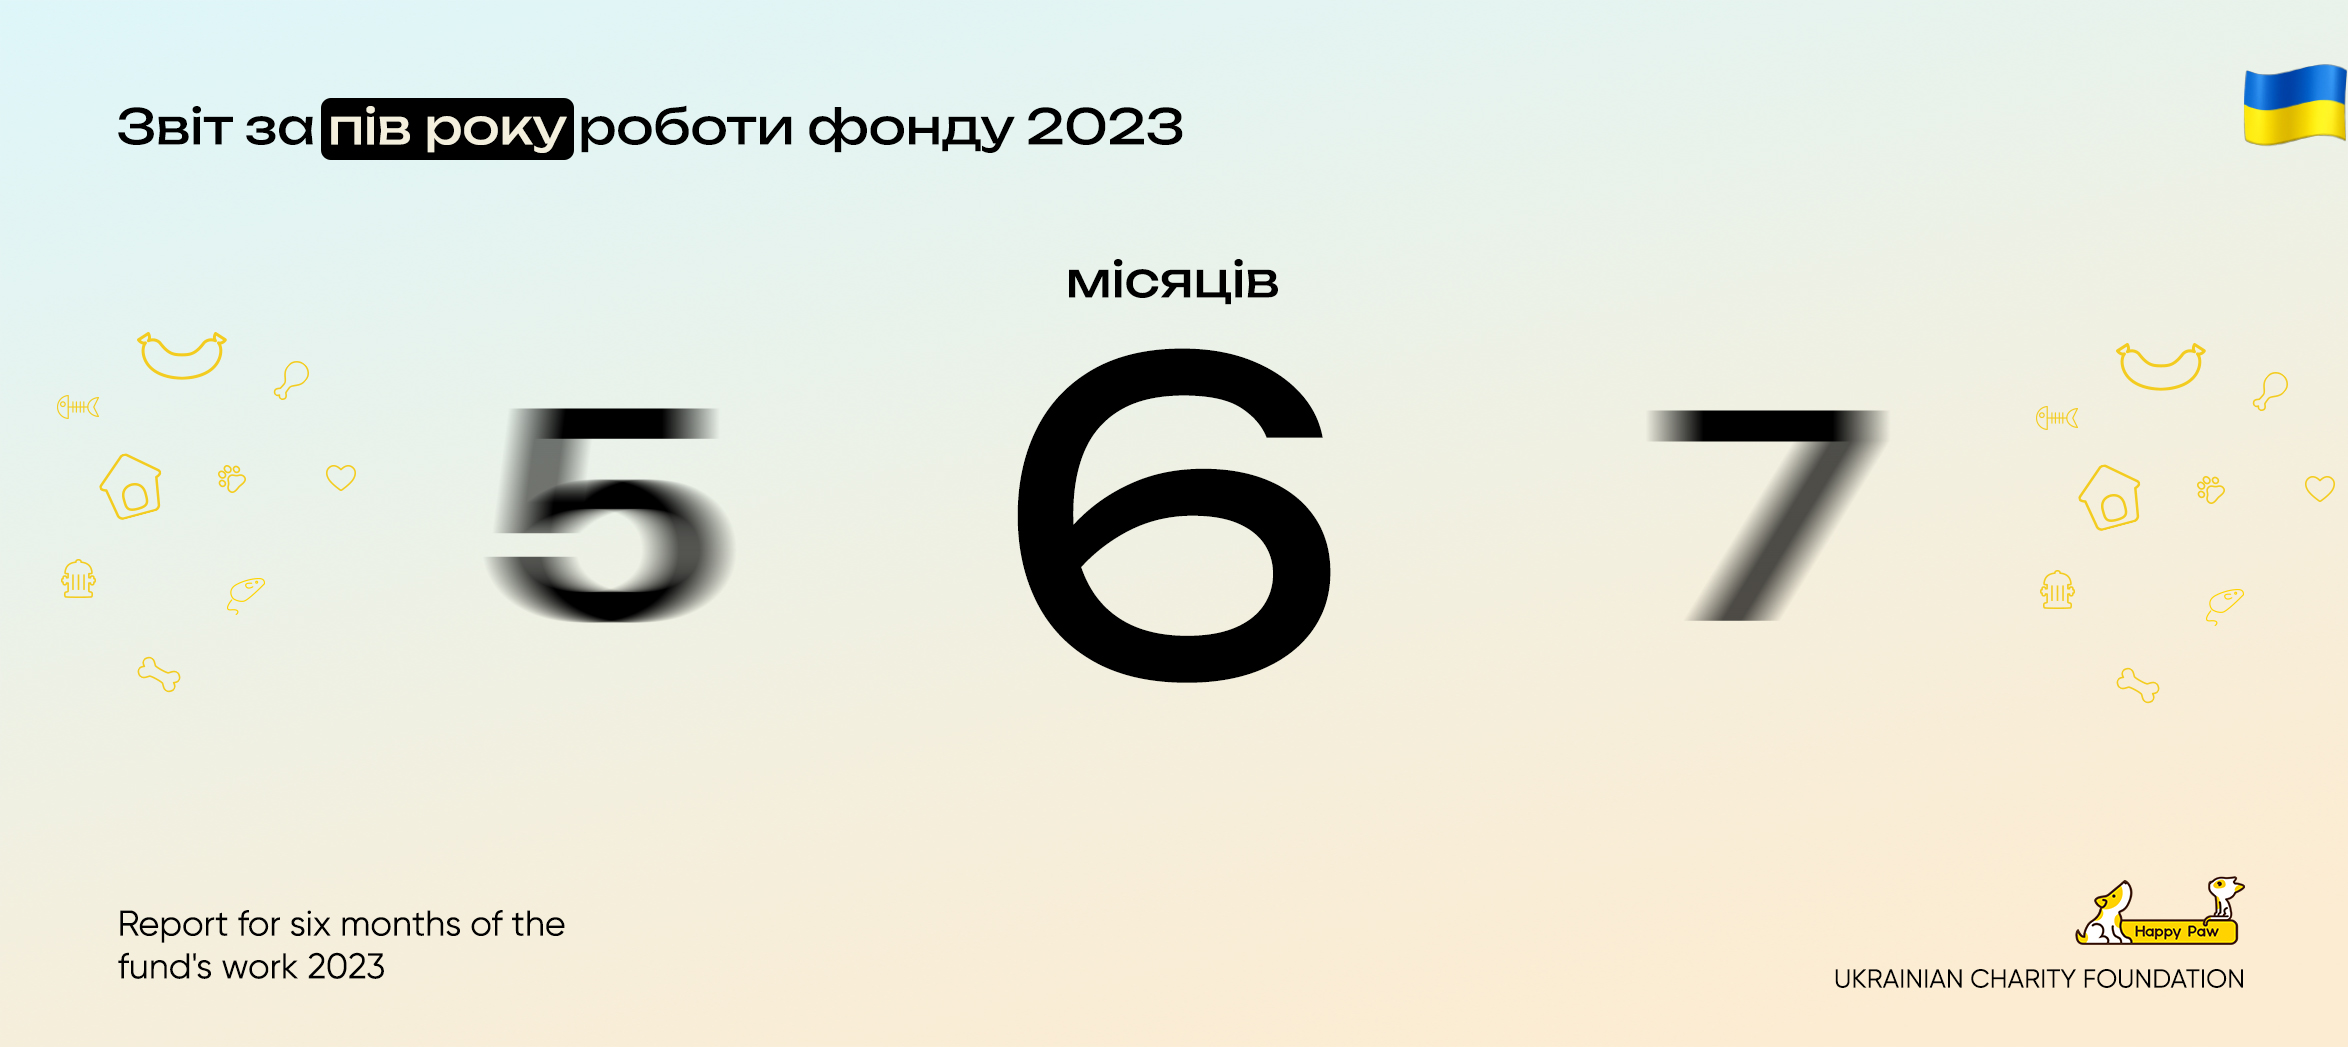 Звіт за пів року роботи фонду 2023
місяців
5 6 7
Report for six months of the
fund's work 2023
Happy Paw
UKRAINIAN CHARITY FOUNDATION